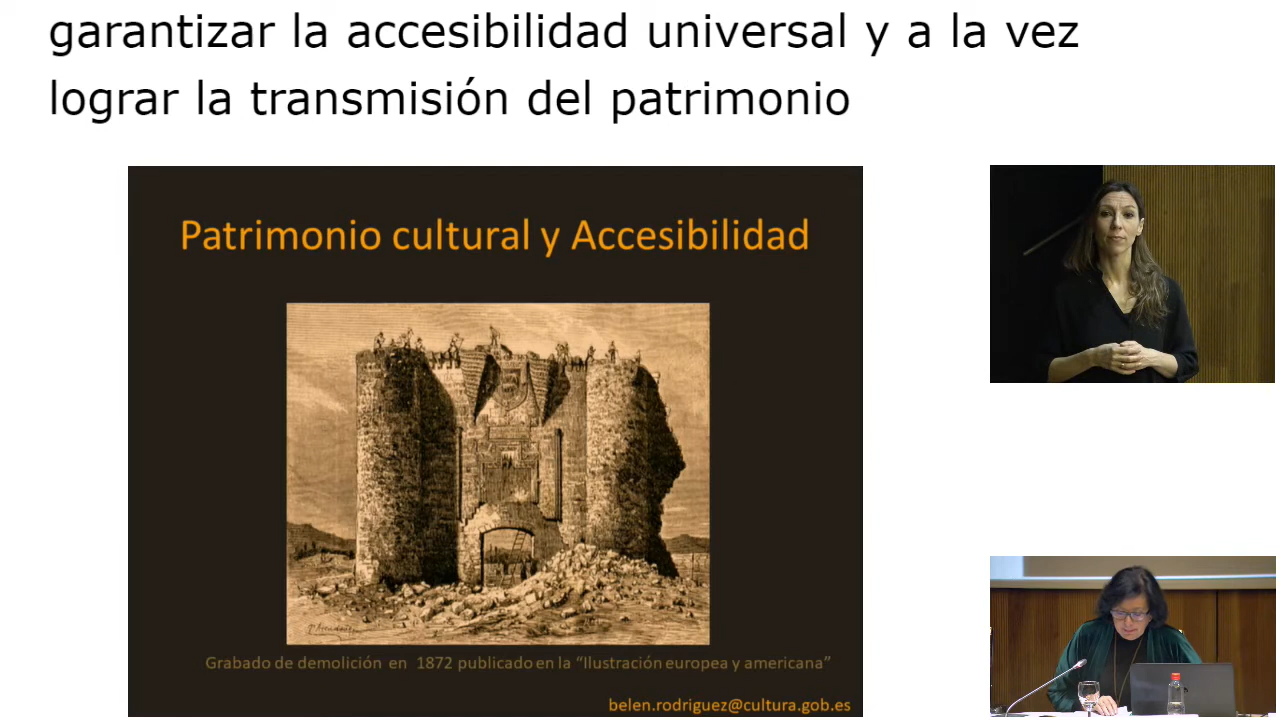 garantizar la accesibilidad universal y a la vez
lograr la transmisión del patrimonio
Patrimonio cultural y Accesibilidad
Grabado de demolición en 1872 publicado en la "Ilustración europea y americana"
belen.rodriguez@cultura.gob.es